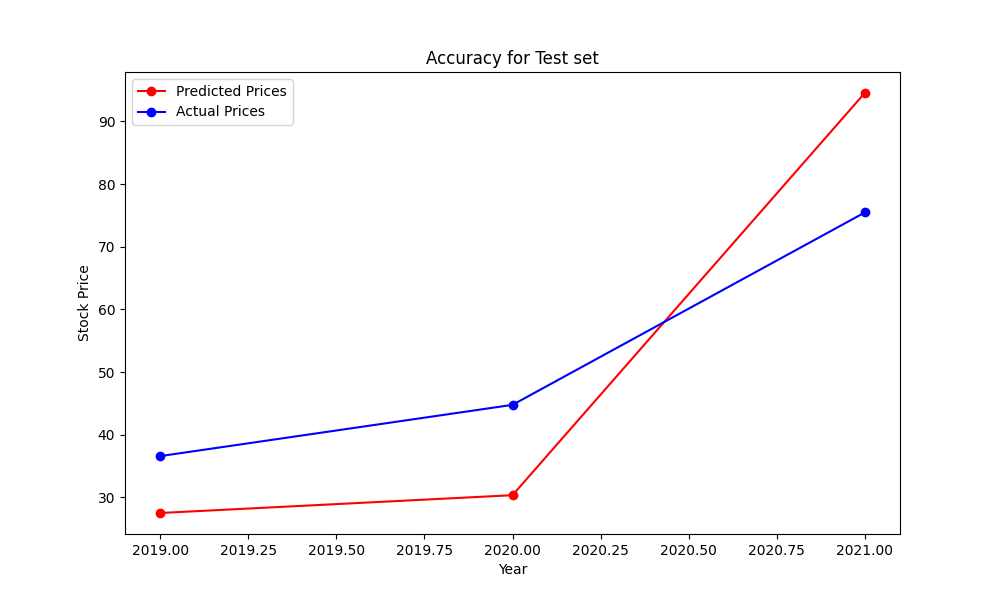 Accuracy for Test set
Predicted Prices
Actual Prices
90
80
70
60
50
40
30
Stock Price
2019.00 2019.25 2019.50 2019.75 2020.00 2020.25 2020.50 2020.75 2021.00
Year